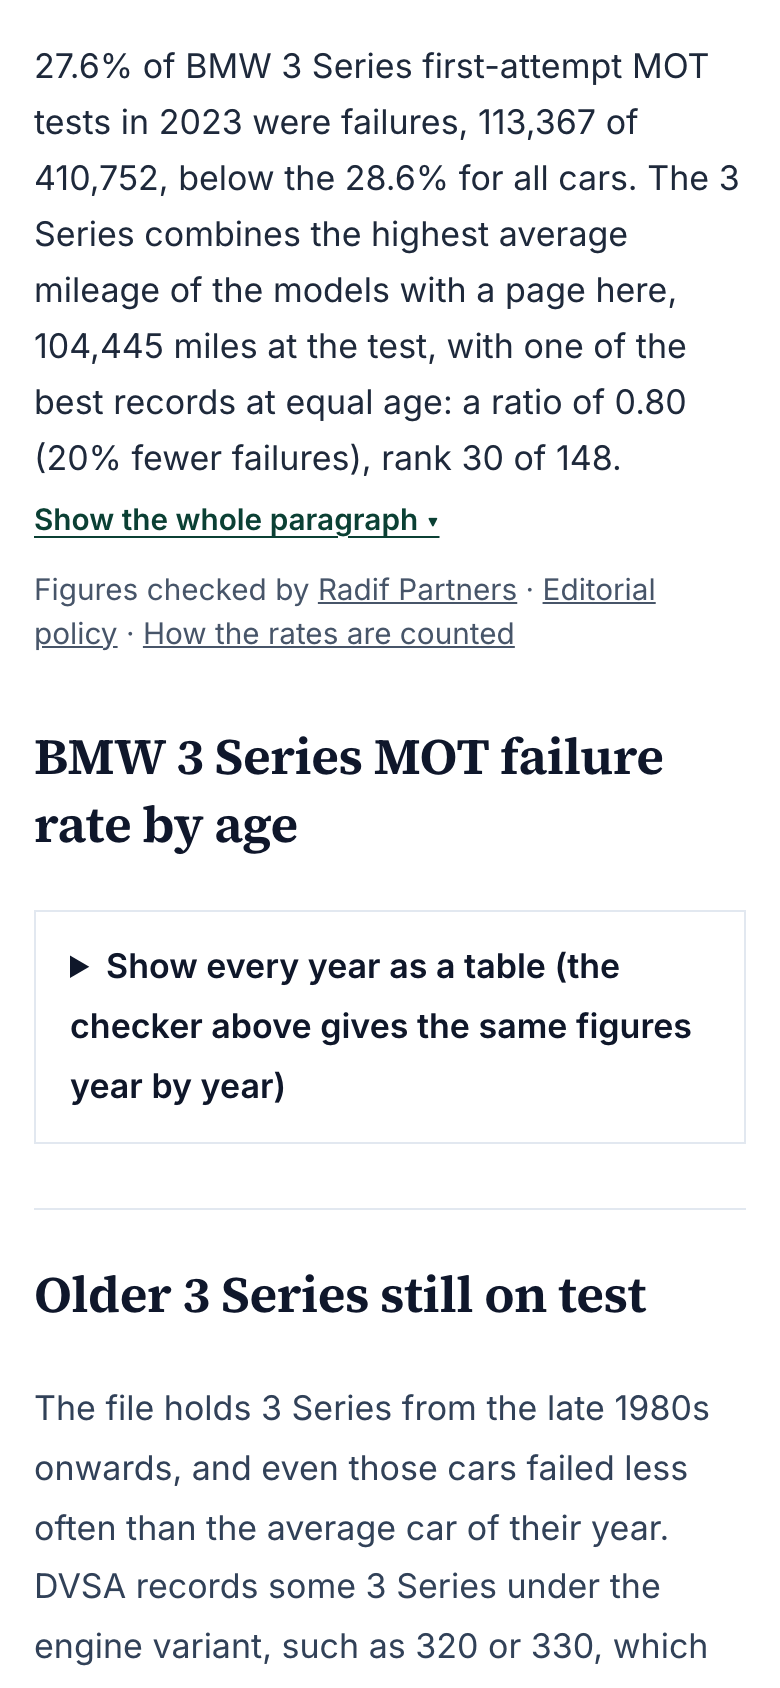 27.6% of BMW 3 Series first-attempt MOT
tests in 2023 were failures, 113,367 of
410,752, below the 28.6% for all cars. The 3
Series combines the highest average
mileage of the models with a page here,
104,445 miles at the test, with one of the
best records at equal age: a ratio of 0.80
(20% fewer failures), rank 30 of 148.
Show the whole paragraph ▾
Figures checked by Radif Partners · Editorial
policy · How the rates are counted
BMW 3 Series MOT failure
rate by age
▶ Show every year as a table (the
checker above gives the same figures
year by year)
Older 3 Series still on test
The file holds 3 Series from the late 1980s
onwards, and even those cars failed less
often than the average car of their year.
DVSA records some 3 Series under the
engine variant, such as 320 or 330, which